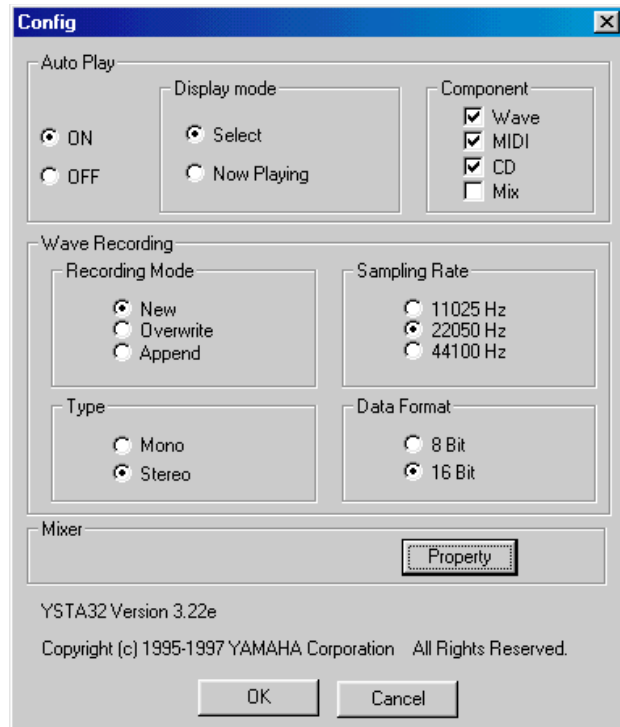 Config
Auto Play
ON
OFF
Display mode
Select
Now Playing
Component
Wave
MIDI
CD
Mix
Wave Recording
Recording Mode
New
Overwrite
Append
Sampling Rate
11025 Hz
22050 Hz
44100 Hz
Type
Mono
Stereo
Data Format
8 Bit
16 Bit
Mixer
Property
YSTA32 Version 3.22e
Copyright (c) 1995-1997 YAMAHA Corporation All Rights Reserved.
OK
Cancel